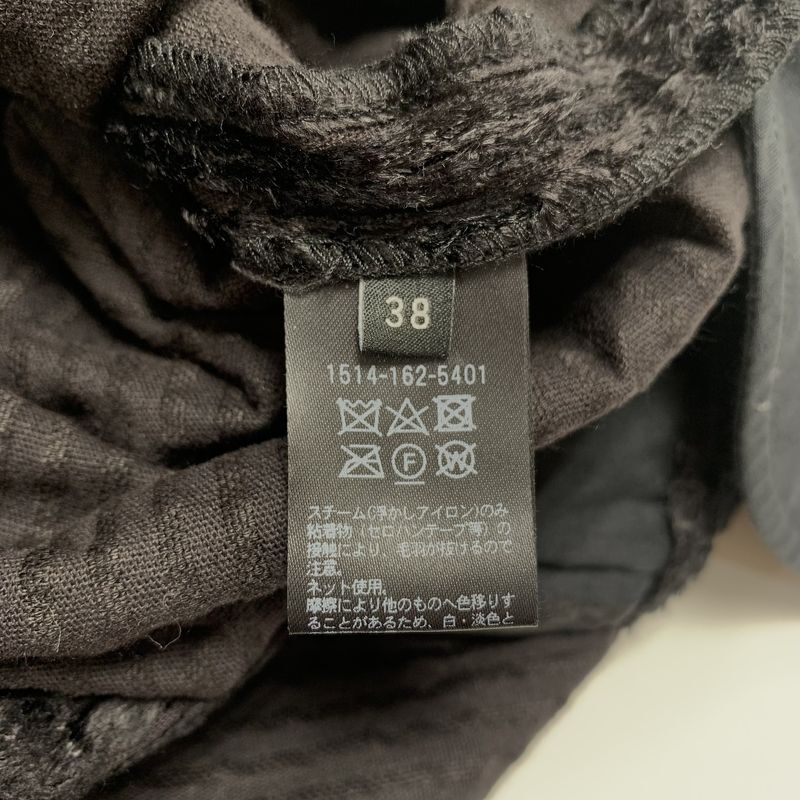 38
1514-162-5401
F
W
スチーム(浮かしアイロン)のみ
粘着物(セロハンテープ等)の
接触により、毛羽が抜けるので
注意。
ネット使用。
摩擦により他のものへ色移りす
ることがあるため、白・淡色と